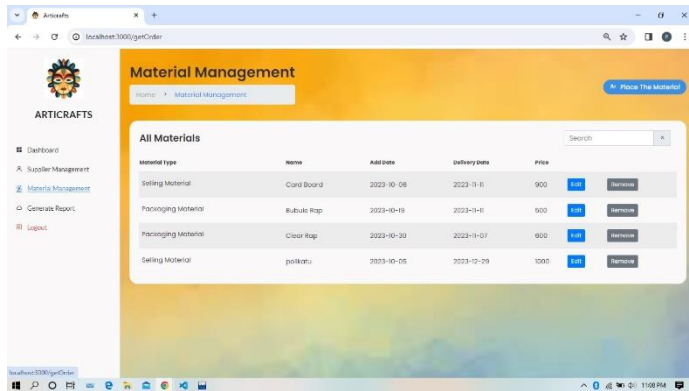 Articrafts
localhost:3000/getOrder
ARTICRAFTS
Dashboard
Supplier Management
Material Management
Generate Report
Logout
Material Management
Home
Material Management
Place The Material
All Materials
Search
x
Material Type Name Add Date Delivery Date Price
Selling Material Card Board 2023-10-08 2023-11-11 900 Edit Remove
Packaging Material Bubule Rap 2023-10-19 2023-11-11 500 Edit Remove
Packaging Material Clear Rap 2023-10-30 2023-11-07 600 Edit Remove
Selling Material polikatu 2023-10-05 2023-12-29 1000 Edit Remove
localhost:3000/getOrder
11:08 PM